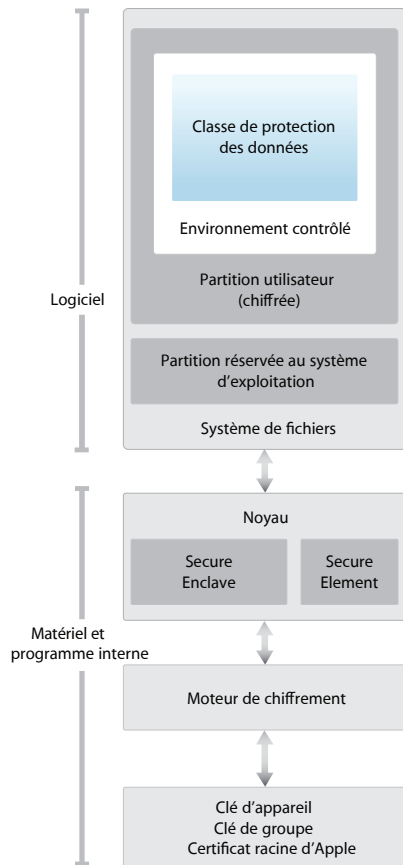 Classe de protection
des données
Environnement contrôlé
Partition utilisateur
(chiffrée)
Logiciel
Partition réservée au système
d’exploitation
Système de fichiers
Noyau
Secure
Enclave
Secure
Element
Matériel et
programme interne
Moteur de chiffrement
Clé d’appareil
Clé de groupe
Certificat racine d’Apple